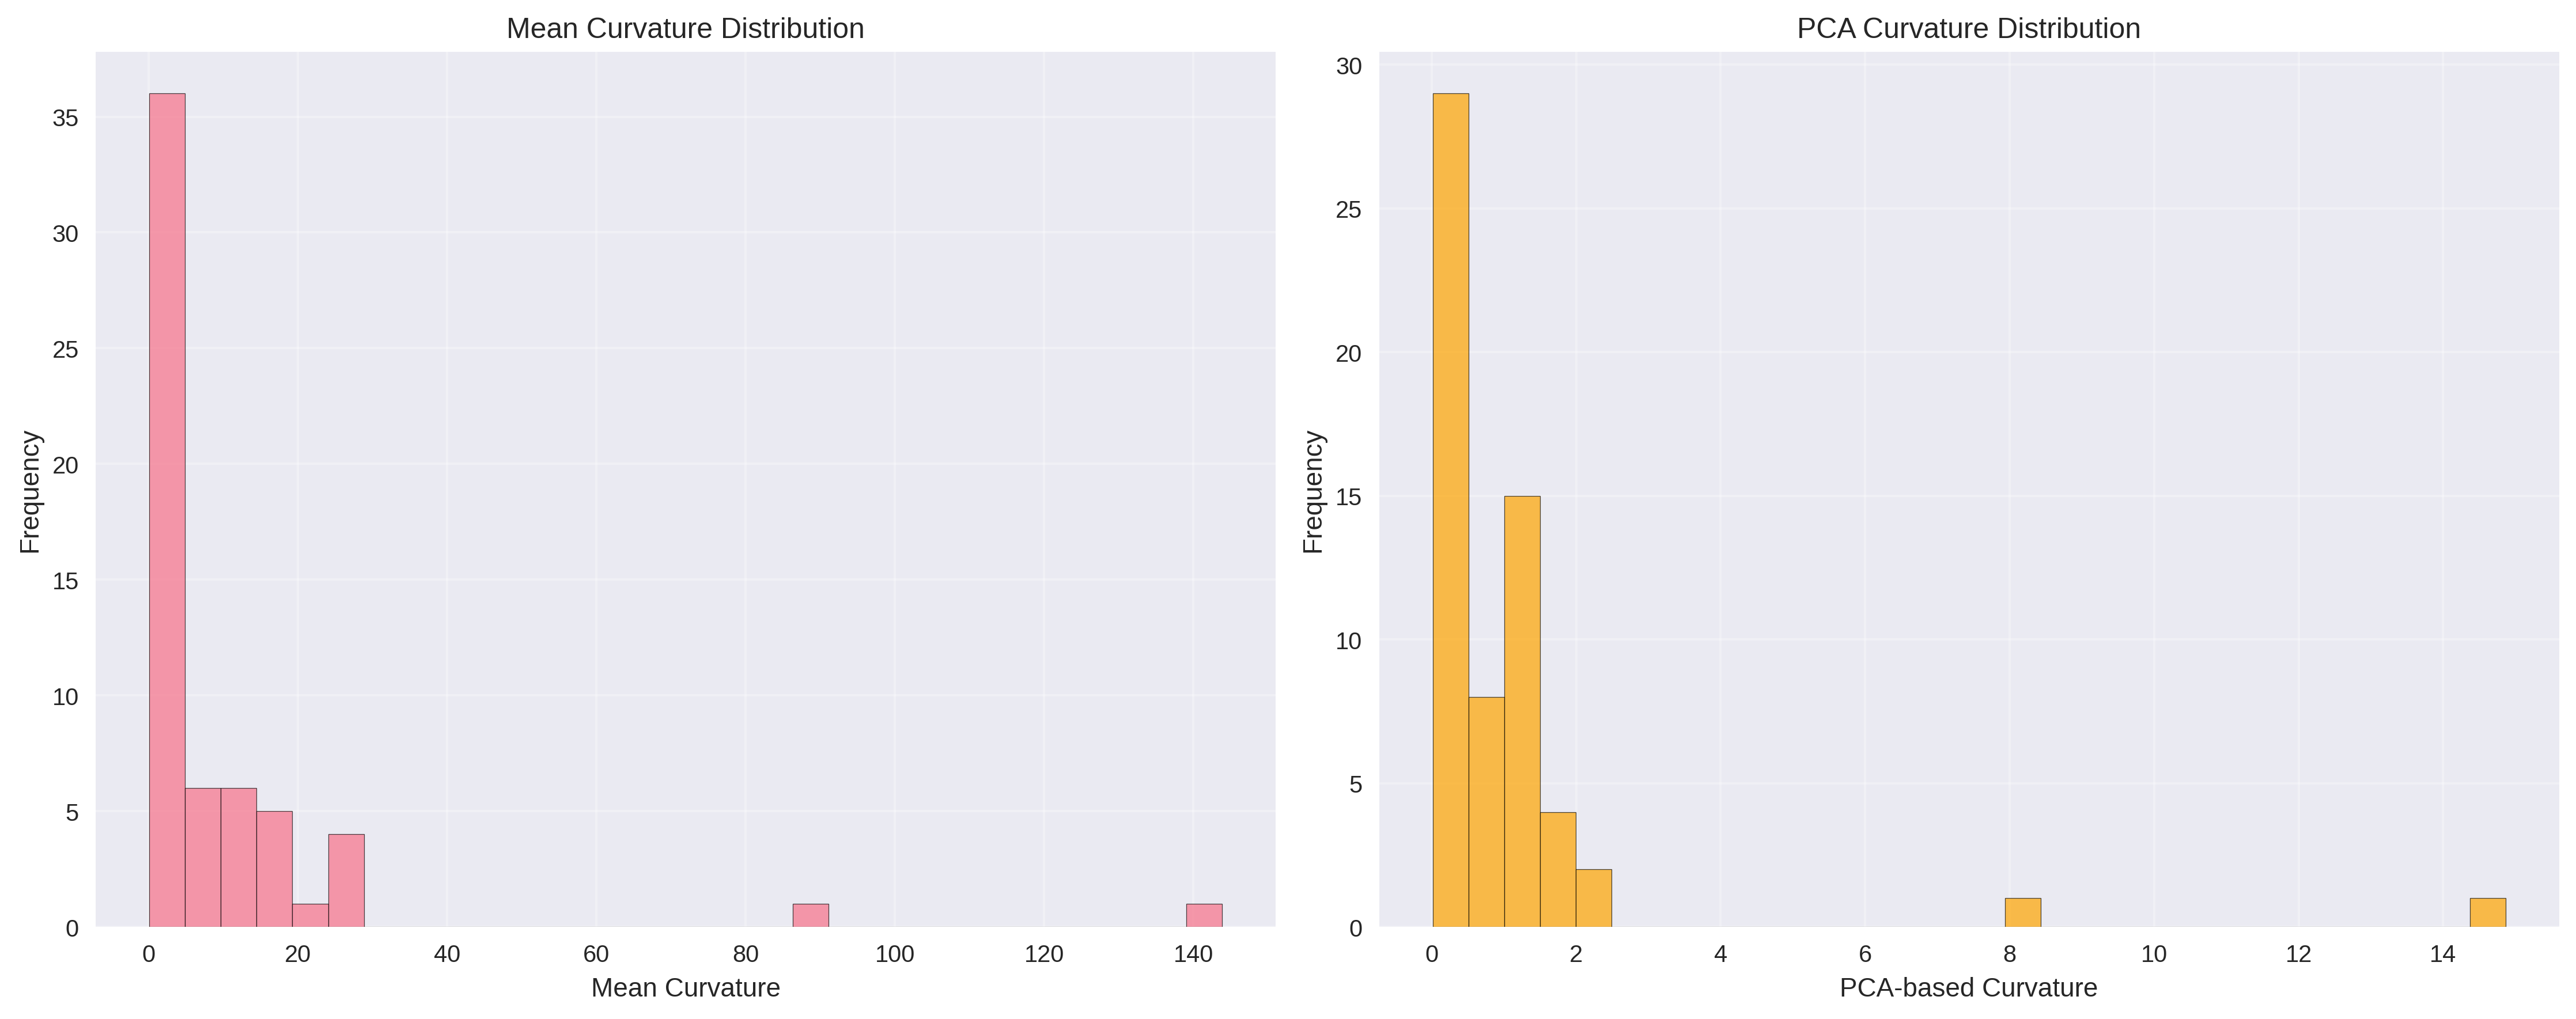 Mean Curvature Distribution
35
30
25
20
15
10
5
0
Frequency
0 20 40 60 80 100 120 140
Mean Curvature
PCA Curvature Distribution
30
25
20
15
10
5
0
Frequency
0 2 4 6 8 10 12 14
PCA-based Curvature